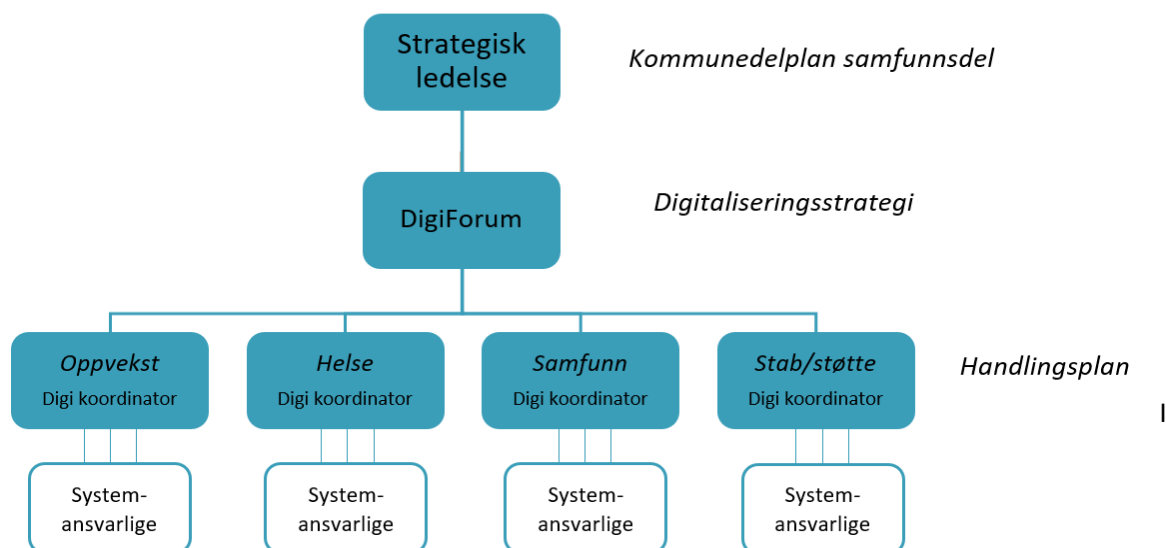 Strategisk
ledelse
Kommunedelplan samfunnsdel
DigiForum
Digitaliseringsstrategi
Oppvekst
Digi koordinator
Helse
Digi koordinator
Samfunn
Digi koordinator
Stab/støtte
Digi koordinator
Handlingsplan
I
System-
ansvarlige
System-
ansvarlige
System-
ansvarlige
System-
ansvarlige